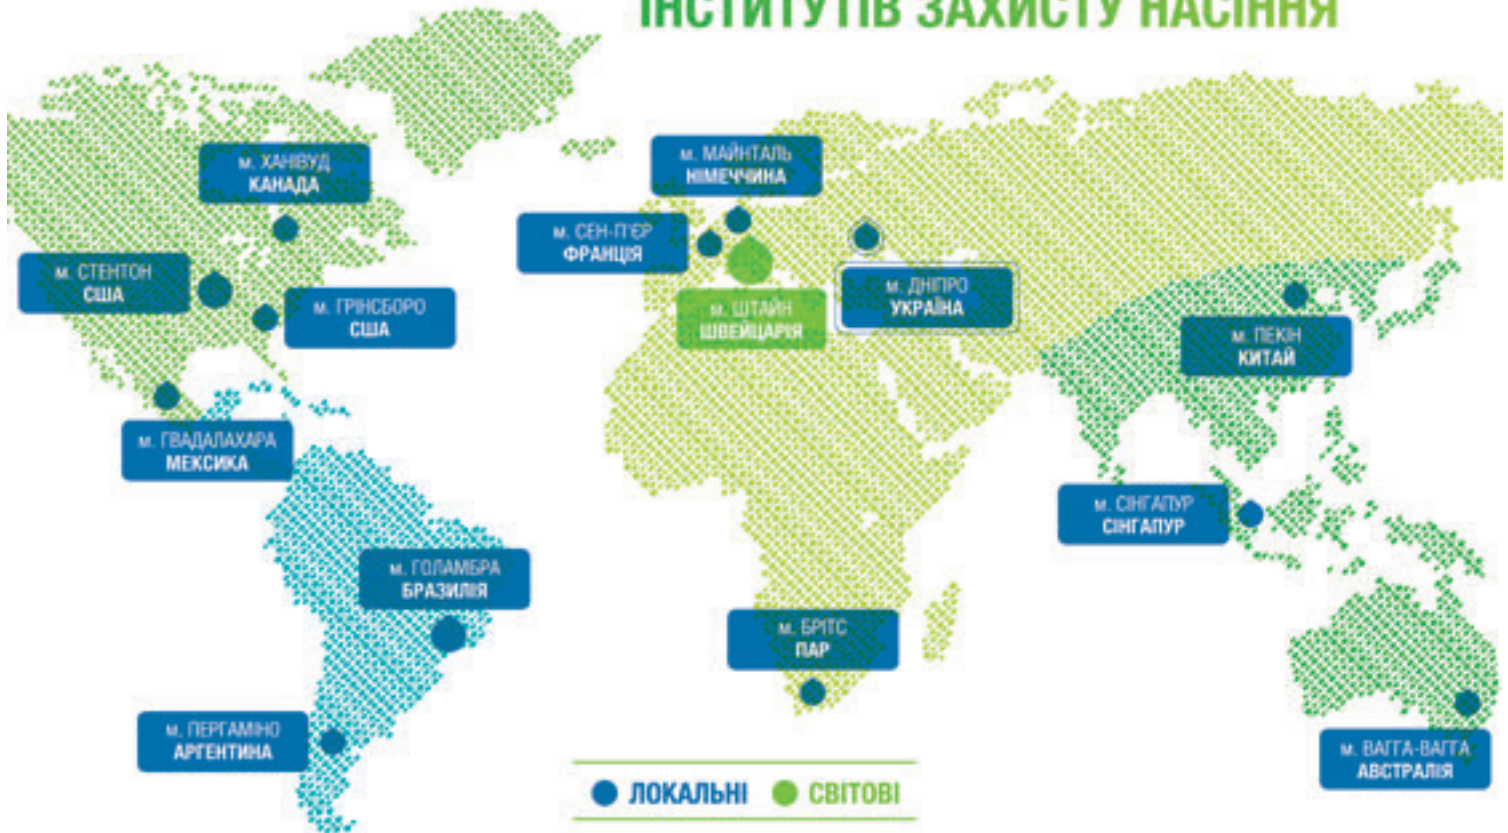 ІНСТИТУТІВ ЗАХИСТУ НАСІННЯ
м. ХАНІВУД
КАНАДА
м. МАЙНТАЛЬ
НІМЕЧЧИНА
м. СЕН-П'ЄР
ФРАНЦІЯ
м. СТЕНТОН
США
м. ГРІНСБОРО
США
м. ШТАЙН
ШВЕЙЦАРІЯ
м. ДНІПРО
УКРАЇНА
м. ПЕКІН
КИТАЙ
м. ГВАДАЛАХАРА
МЕКСИКА
м. СІНГАПУР
СІНГАПУР
м. ГОЛАМБРА
БРАЗИЛІЯ
м. БРІТС
ПАР
м. ПЕРГАМІНО
АРГЕНТИНА
м. ВАГГА-ВАГГА
АВСТРАЛІЯ
ЛОКАЛЬНІ СВІТОВІ